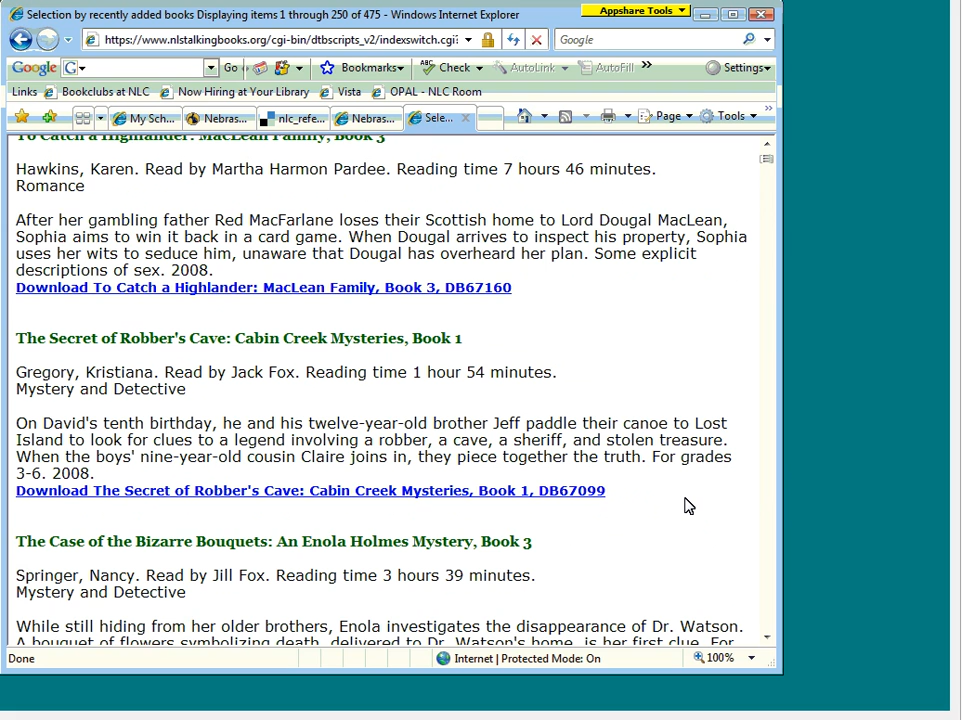 Selection by recently added books Displaying items 1 through 250 of 475 - Windows Internet Explorer
Appshare Tools
https://www.nlstalkingbooks.org/cgi-bin/dtbscripts_v2/indexswitch.cgi?
Google
Google G Go Bookmarks Check AutoLink AutoFill Settings
Links Bookclubs at NLC Now Hiring at Your Library Vista OPAL - NLC Room
My Sch... Nebras... nlc_refe... Nebras... Sele... Page Tools
To Catch a Highlander: MacLean Family, Book 3
Hawkins, Karen. Read by Martha Harmon Pardee. Reading time 7 hours 46 minutes.
Romance
After her gambling father Red MacFarlane loses their Scottish home to Lord Dougal MacLean,
Sophia aims to win it back in a card game. When Dougal arrives to inspect his property, Sophia
uses her wits to seduce him, unaware that Dougal has overheard her plan. Some explicit
descriptions of sex. 2008.
Download To Catch a Highlander: MacLean Family, Book 3, DB67160
The Secret of Robber's Cave: Cabin Creek Mysteries, Book 1
Gregory, Kristiana. Read by Jack Fox. Reading time 1 hour 54 minutes.
Mystery and Detective
On David's tenth birthday, he and his twelve-year-old brother Jeff paddle their canoe to Lost
Island to look for clues to a legend involving a robber, a cave, a sheriff, and stolen treasure.
When the boys' nine-year-old cousin Claire joins in, they piece together the truth. For grades
3-6. 2008.
Download The Secret of Robber's Cave: Cabin Creek Mysteries, Book 1, DB67099
The Case of the Bizarre Bouquets: An Enola Holmes Mystery, Book 3
Springer, Nancy. Read by Jill Fox. Reading time 3 hours 39 minutes.
Mystery and Detective
While still hiding from her older brothers, Enola investigates the disappearance of Dr. Watson.
A bouquet of flowers symbolizing death, delivered to Dr. Watson's home, is her first clue. For
Done Internet | Protected Mode: On 100%